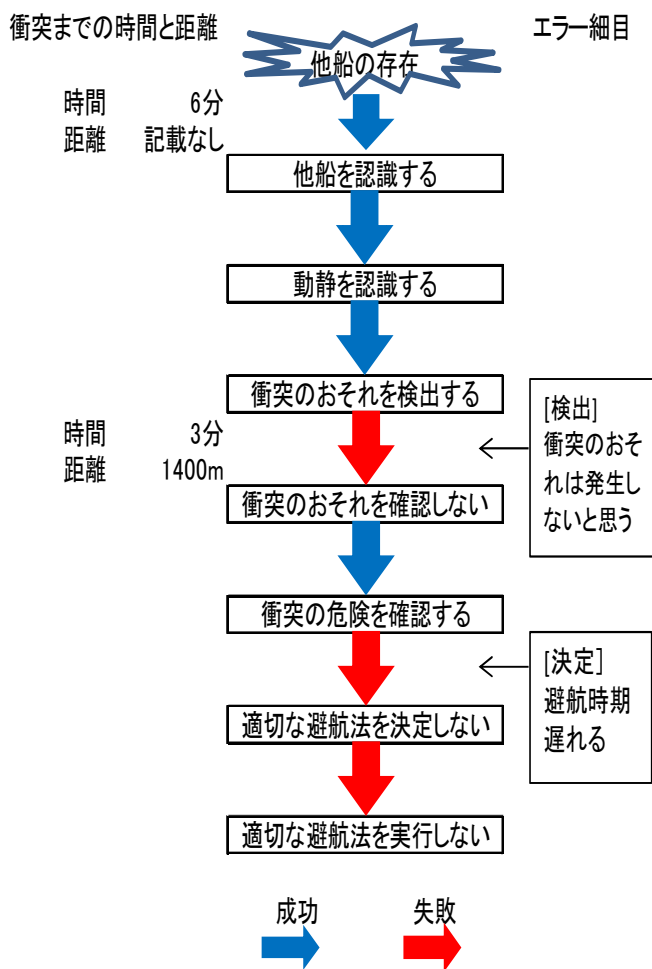 衝突までの時間と距離
エラー細目
他船の存在
時間 6分
距離 記載なし
他船を認識する
動静を認識する
衝突のおそれを検出する
[検出]
衝突のおそ
れは発生し
ないと思う
時間 3分
距離 1400m
衝突のおそれを確認しない
衝突の危険を確認する
[決定]
避航時期
遅れる
適切な避航法を決定しない
適切な避航法を実行しない
成功
失敗